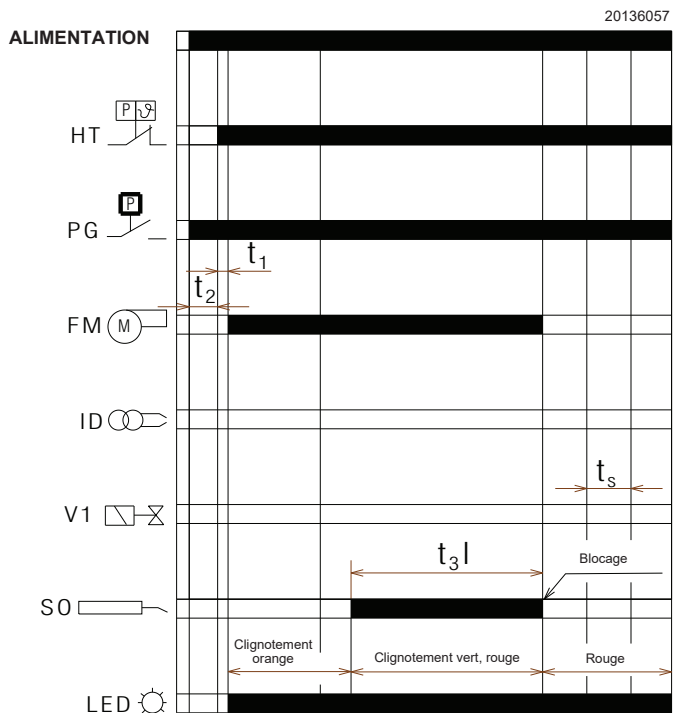 20136057
ALIMENTATION
P ϑ
HT
P
PG
t1
t2
FM M
ID
ts
V1
t3l
Blocage
SO
Clignotement
orange
Clignotement vert, rouge
Rouge
LED